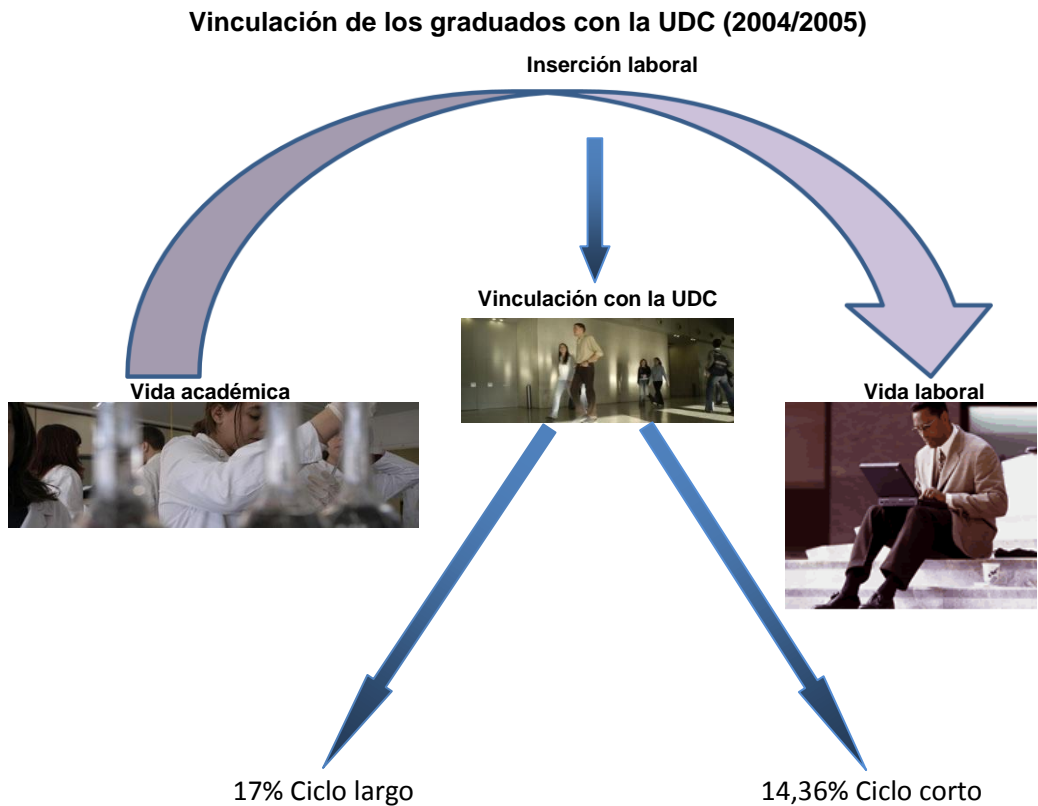 Vinculación de los graduados con la UDC (2004/2005)
Inserción laboral
Vinculación con la UDC
Vida académica
Vida laboral
17% Ciclo largo
14,36% Ciclo corto